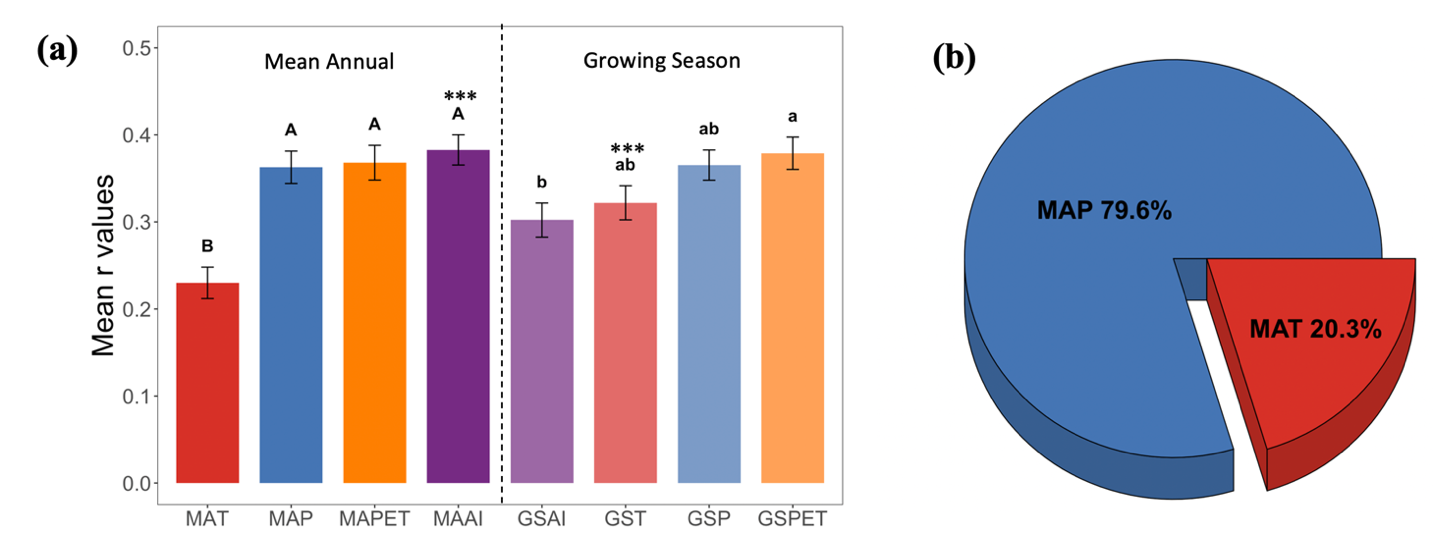 (a)
Mean Annual
Growing Season
Mean r values
0.5
0.4
0.3
0.2
0.1
0.0
B
A
A
***
A
b
***
ab
ab
a
MAT MAP MAPET MAAI GSAI GST GSP GSPET
(b)
MAP 79.6%
MAT 20.3%